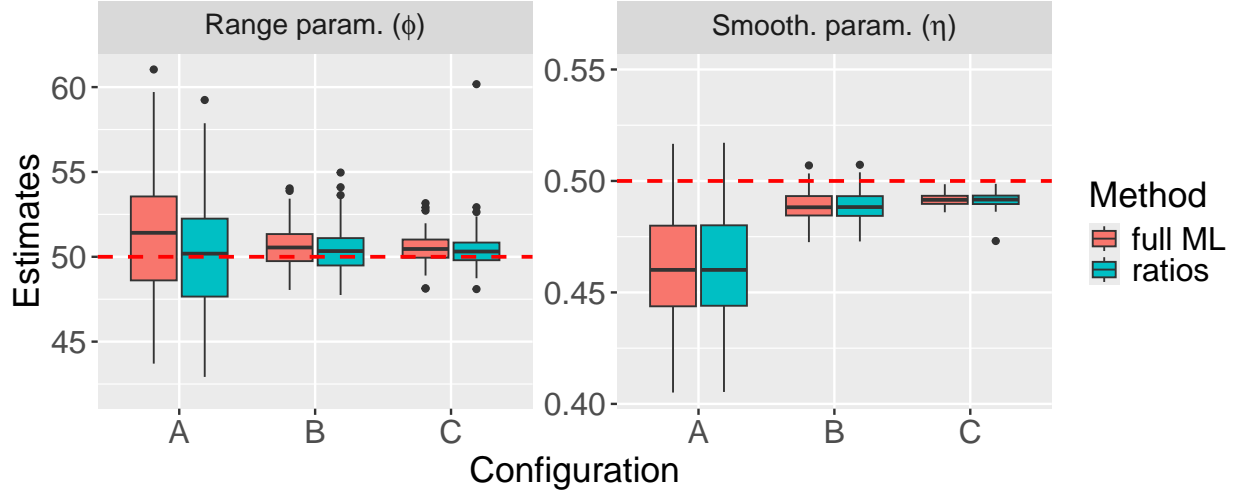 Range param. (ϕ)
Smooth. param. (η)
Estimates
60
55
50
45
0.55
0.50
0.45
0.40
A
B
C
A
B
C
Configuration
Method
full ML
ratios